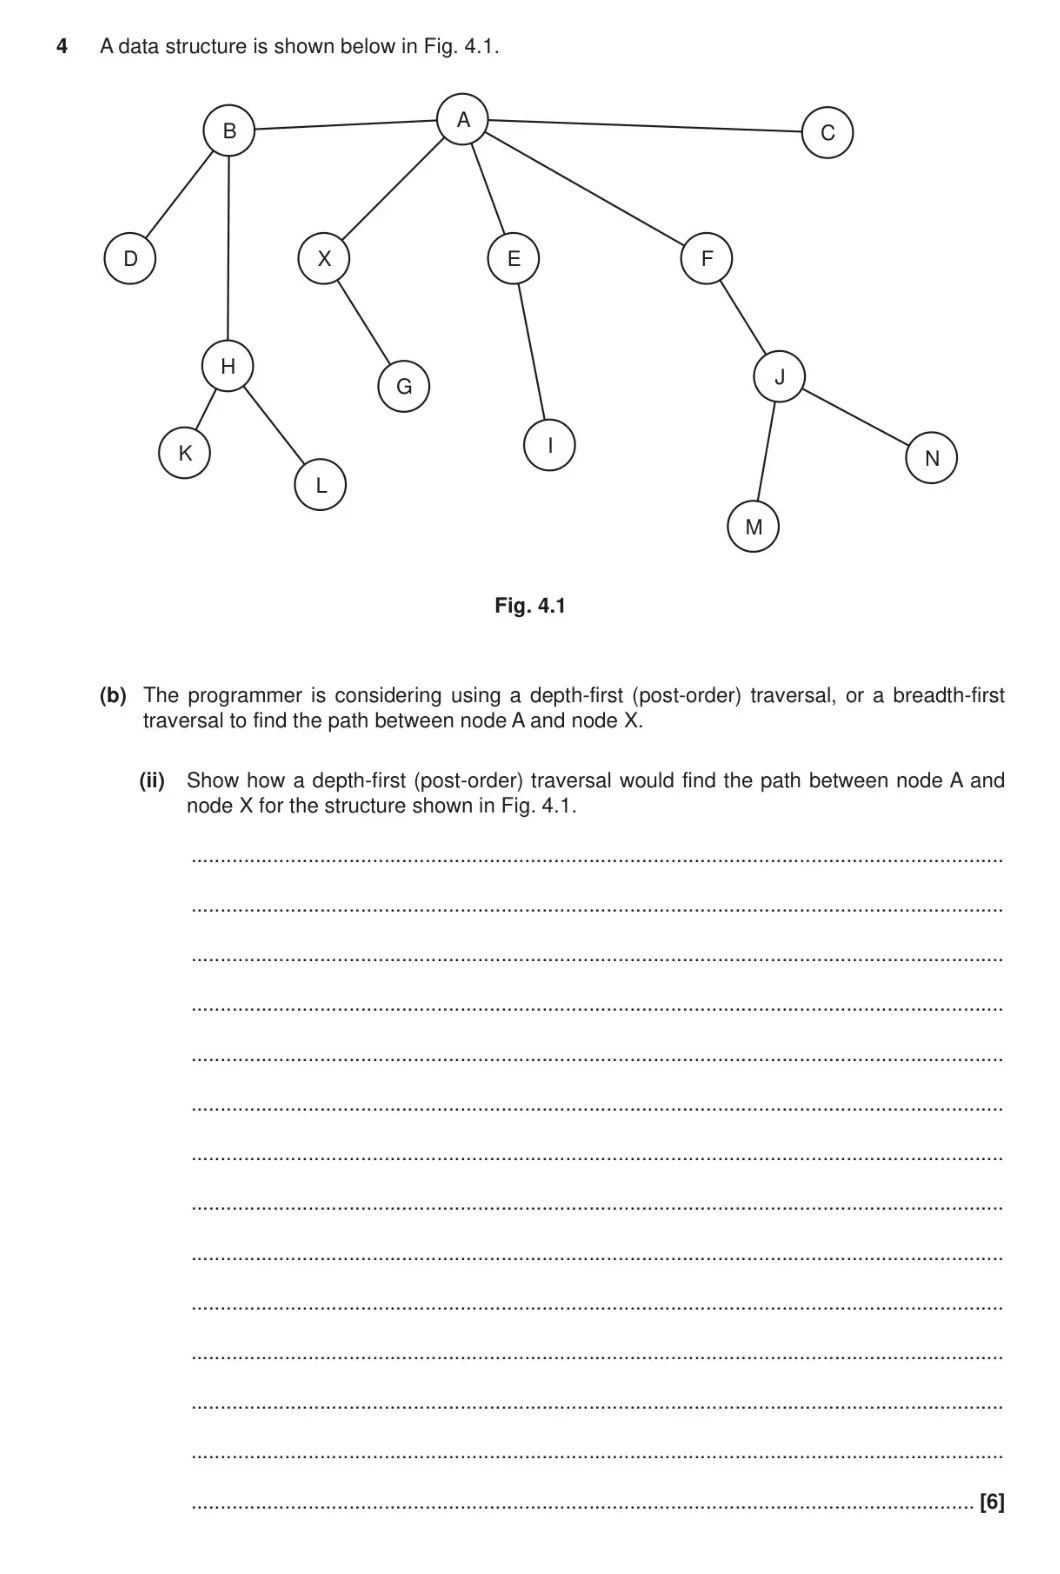 4 A data structure is shown below in Fig. 4.1.
B
A
C
D
X
E
F
H
G
J
K
L
I
N
M
Fig. 4.1
(b) The programmer is considering using a depth-first (post-order) traversal, or a breadth-first
traversal to find the path between node A and node X.
(ii) Show how a depth-first (post-order) traversal would find the path between node A and
node X for the structure shown in Fig. 4.1.
[6]